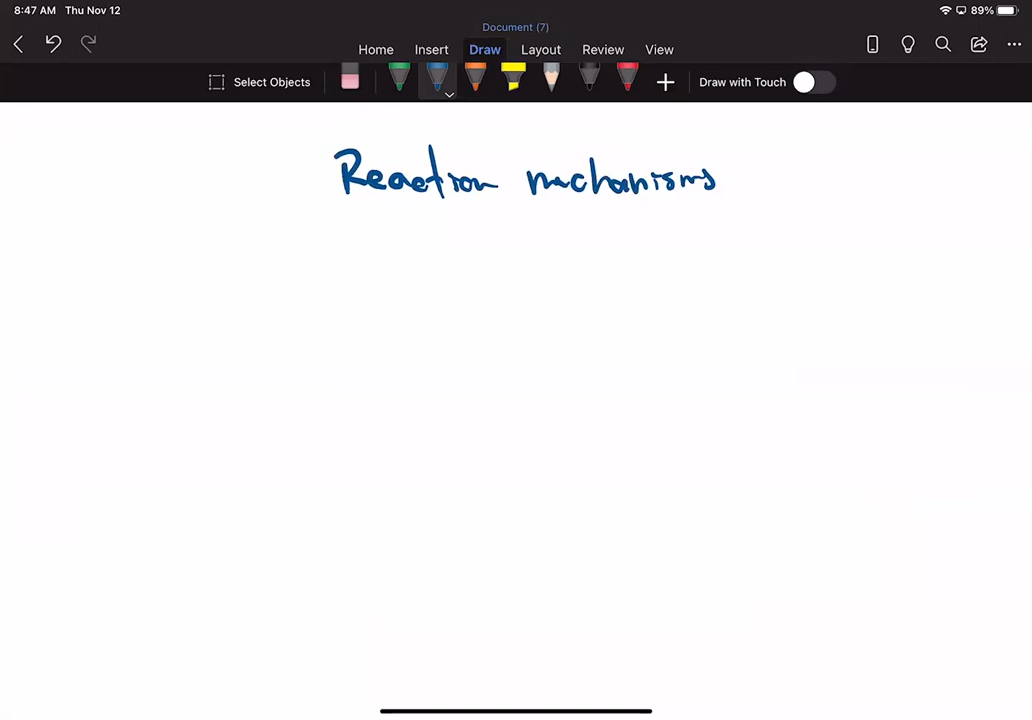 8:47 AM Thu Nov 12
89%
Document (7)
Home Insert Draw Layout Review View
Select Objects
Draw with Touch
Reaction mechanisms